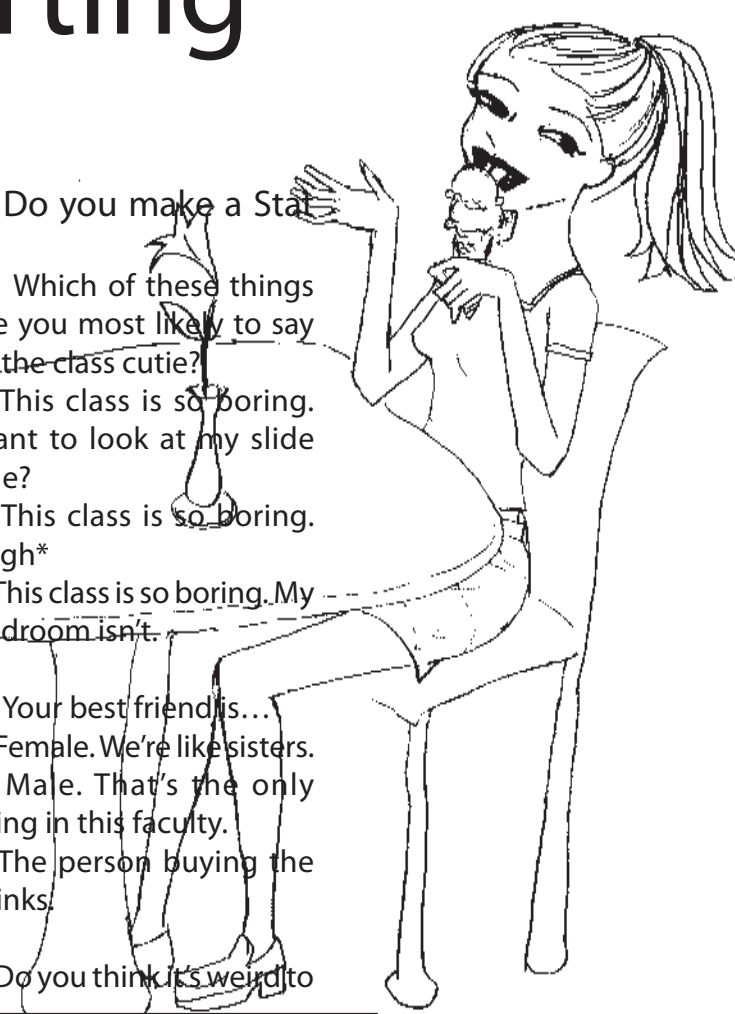 rting
Do you make a Stat
Which of these things
e you most likely to say
the class cutie?
This class is so boring.
ant to look at my slide
e?
This class is so boring.
gh*
This class is so boring. My
droom isn't.
Your best friend is…
Female. We're like sisters.
Male. That's the only
ing in this faculty.
The person buying the
inks.
Do you think it's weird to